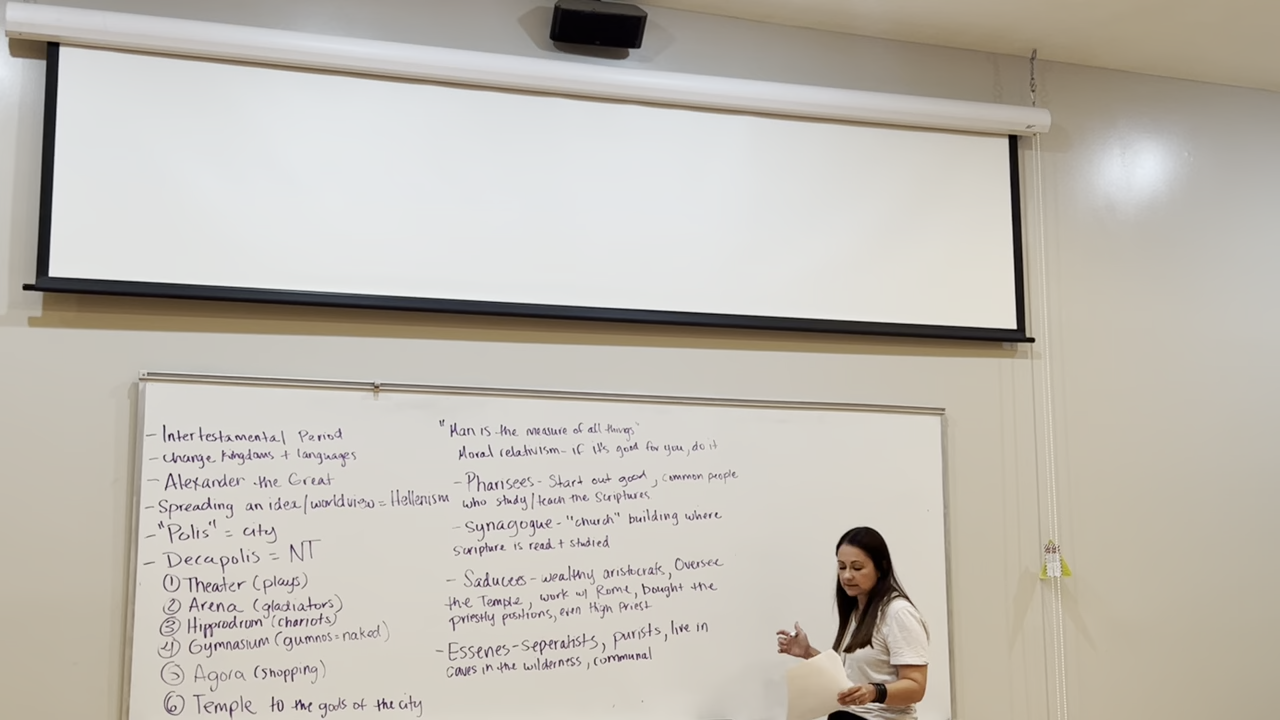 - Intertestamental Period
- Change kingdoms + languages
- Alexander the Great
- Spreading an idea/worldview = Hellenism
- "Polis" = city
- Decapolis = NT
① Theater (plays)
② Arena (gladiators)
③ Hipprodrom (chariots)
④ Gymnasium (gumnos = naked)
⑤ Agora (shopping)
⑥ Temple to the gods of the city
"Man is the measure of all things"
Moral relativism - if it's good for you, do it
- Pharisees - Start out good, common people
who study/teach the Scriptures
- Synagogue - "church" building where
scripture is read + studied
- Saducees - wealthy aristocrats, Oversee
the Temple, work w/ Rome, bought the
priestly positions, even High Priest
- Essenes - seperatists, purists, live in
caves in the wilderness, communal